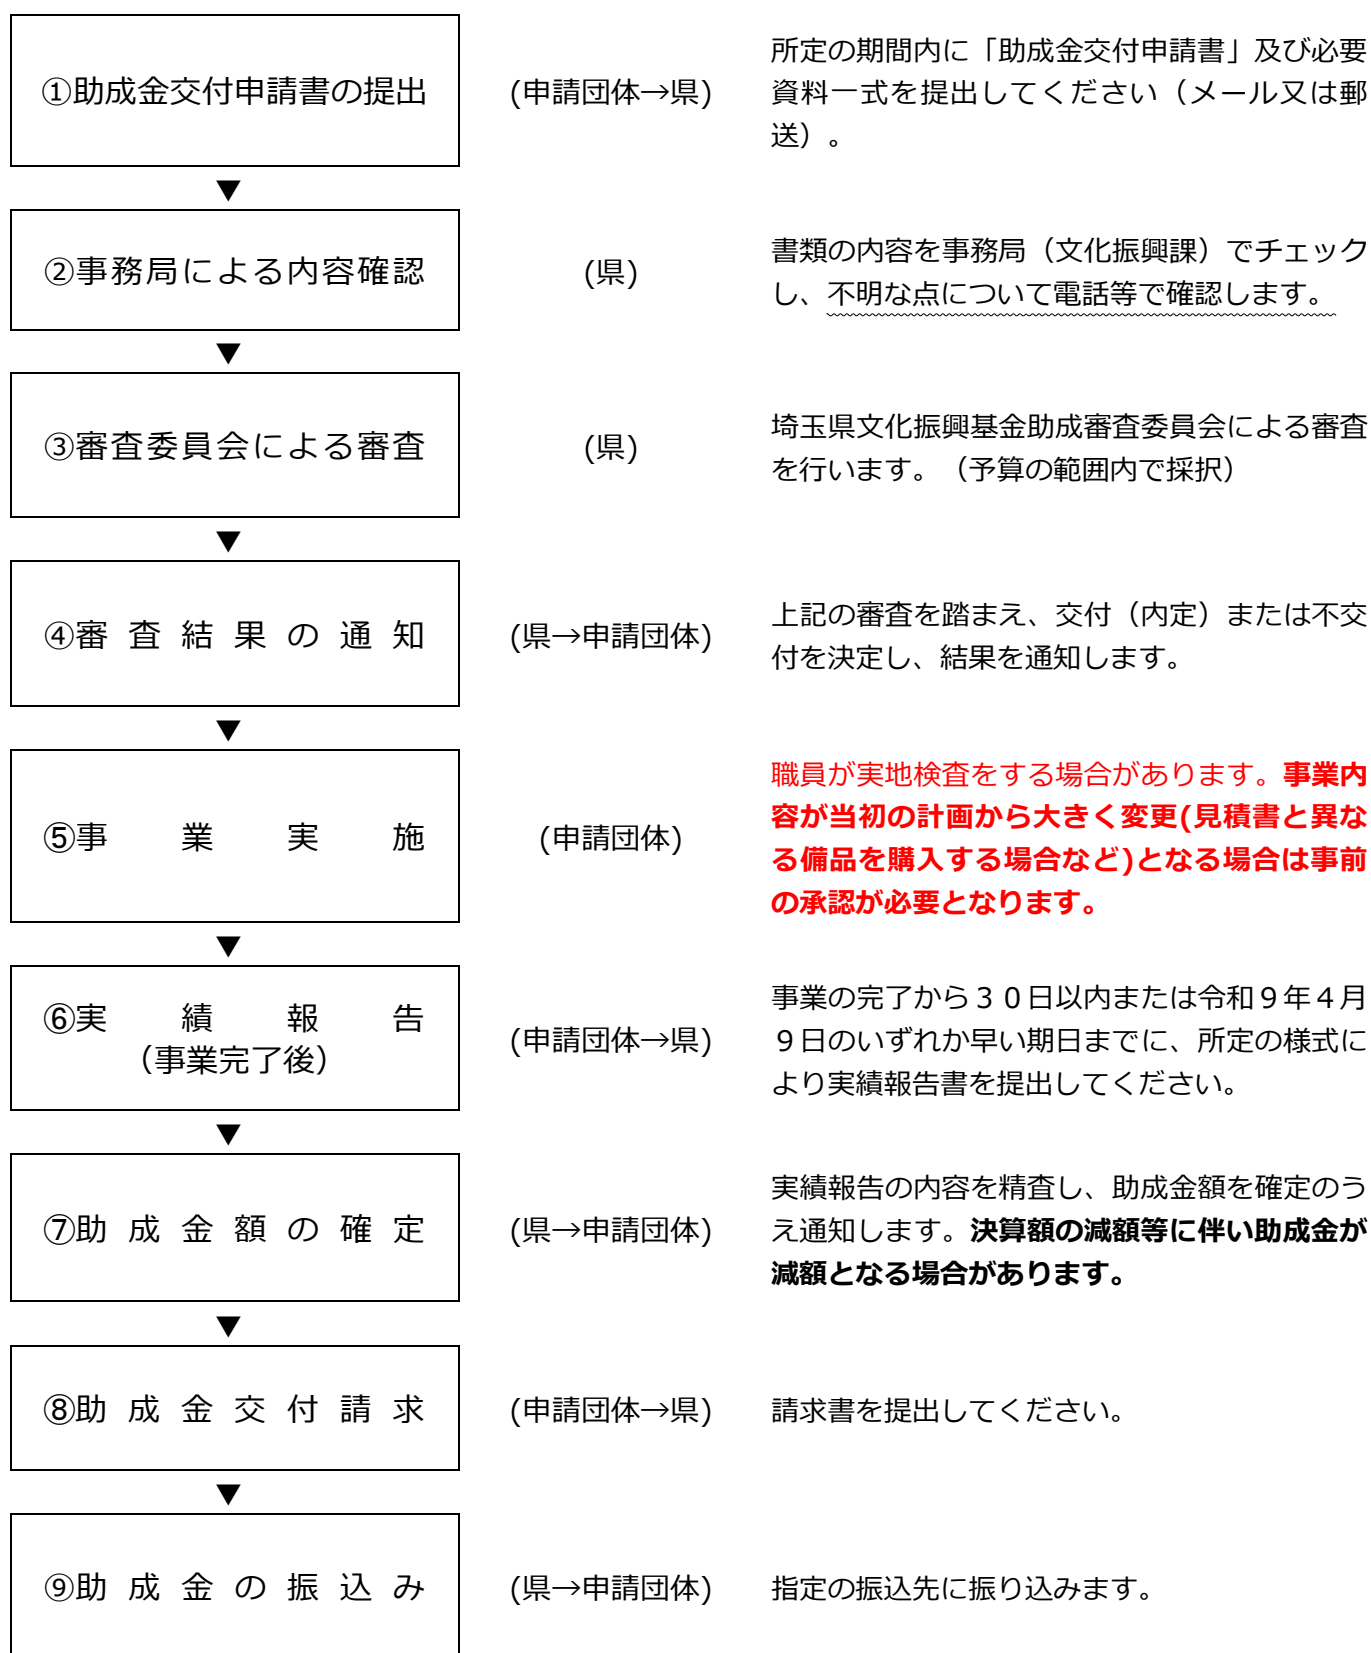 ①助成金交付申請書の提出
(申請団体→県)
所定の期間内に「助成金交付申請書」及び必要
資料一式を提出してください（メール又は郵
送）。
▼
②事務局による内容確認
(県)
書類の内容を事務局（文化振興課）でチェック
し、不明な点について電話等で確認します。
▼
③審査委員会による審査
(県)
埼玉県文化振興基金助成審査委員会による審査
を行います。（予算の範囲内で採択）
▼
④審査結果の通知
(県→申請団体)
上記の審査を踏まえ、交付（内定）または不交
付を決定し、結果を通知します。
▼
⑤事業実施
(申請団体)
職員が実地検査をする場合があります。事業内
容が当初の計画から大きく変更(見積書と異な
る備品を購入する場合など)となる場合は事前
の承認が必要となります。
▼
⑥実績報告
（事業完了後）
(申請団体→県)
事業の完了から３０日以内または令和９年４月
９日のいずれか早い期日までに、所定の様式に
より実績報告書を提出してください。
▼
⑦助成金額の確定
(県→申請団体)
実績報告の内容を精査し、助成金額を確定のう
え通知します。決算額の減額等に伴い助成金が
減額となる場合があります。
▼
⑧助成金交付請求
(申請団体→県)
請求書を提出してください。
▼
⑨助成金の振込み
(県→申請団体)
指定の振込先に振り込みます。